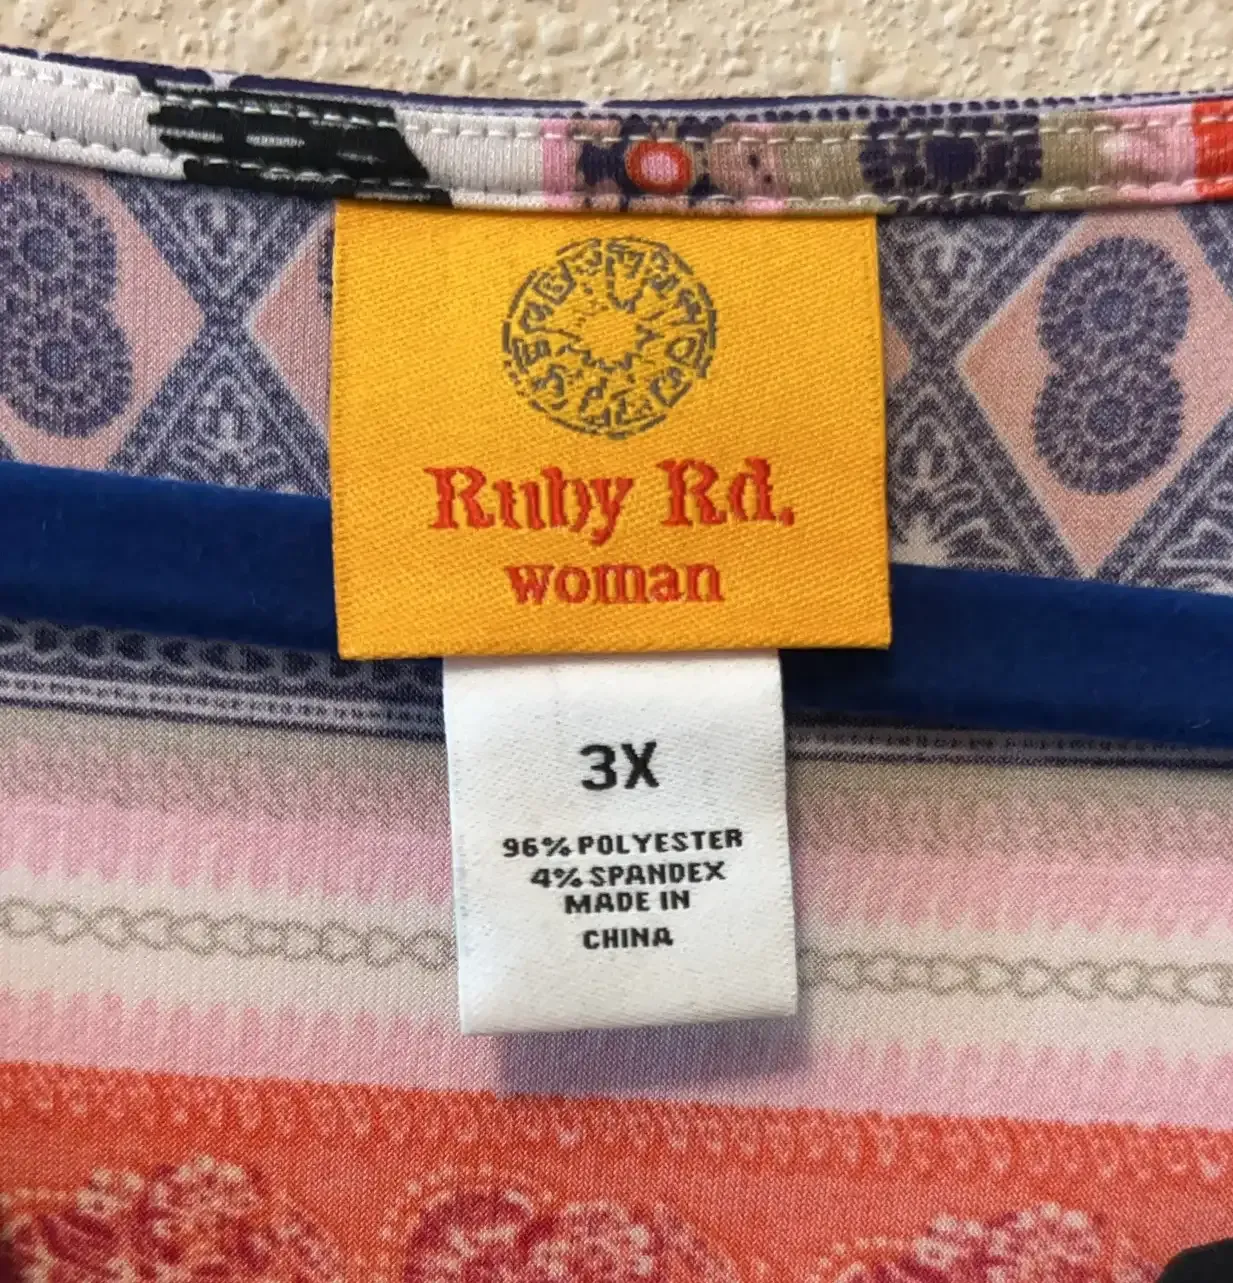 Ruby Rd.
woman
3X
96% POLYESTER
4% SPANDEX
MADE IN
CHINA